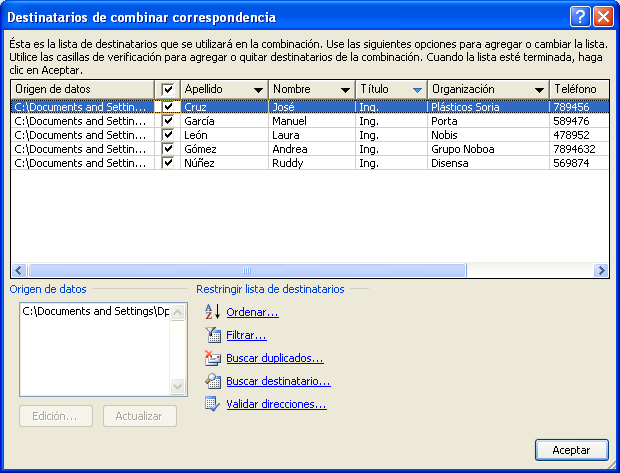 Destinatarios de combinar correspondencia
Ésta es la lista de destinatarios que se utilizará en la combinación. Use las siguientes opciones para agregar o cambiar la lista.
Utilice las casillas de verificación para agregar o quitar destinatarios de la combinación. Cuando la lista esté terminada, haga
clic en Aceptar.
Origen de datos Apellido Nombre Título Organización Teléfono
C:\Documents and Settin... Cruz José Ing. Plásticos Soria 789456
C:\Documents and Settin... García Manuel Ing. Porta 589476
C:\Documents and Settin... León Laura Ing. Nobis 478952
C:\Documents and Settin... Gómez Andrea Ing. Grupo Noboa 7894632
C:\Documents and Settin... Núñez Ruddy Ing. Disensa 569874
Origen de datos
C:\Documents and Settings\Dp
Edición...
Actualizar
Restringir lista de destinatarios
Ordenar...
Filtrar...
Buscar duplicados...
Buscar destinatario...
Validar direcciones...
Aceptar